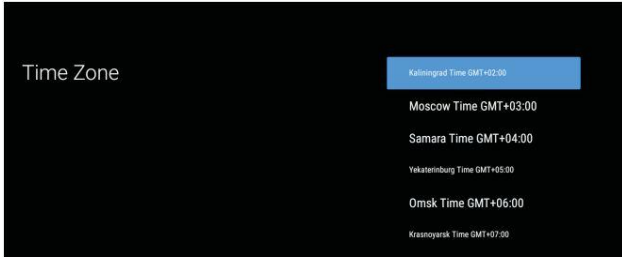 Time Zone
Kaliningrad Time GMT+02:00
Moscow Time GMT+03:00
Samara Time GMT+04:00
Yekaterinburg Time GMT+05:00
Omsk Time GMT+06:00
Krasnoyarsk Time GMT+07:00